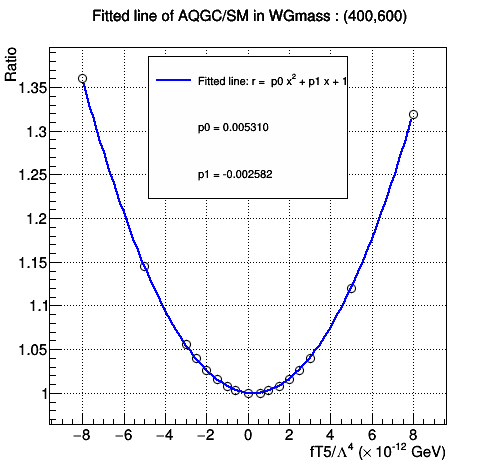 Fitted line of AQGC/SM in WGmass : (400,600)
Ratio
Fitted line: r = p0 x² + p1 x + 1
p0 = 0.005310
p1 = -0.002582
1.35
1.3
1.25
1.2
1.15
1.1
1.05
1
−8 −6 −4 −2 0 2 4 6 8
fT5/Λ⁴ (× 10⁻¹² GeV)